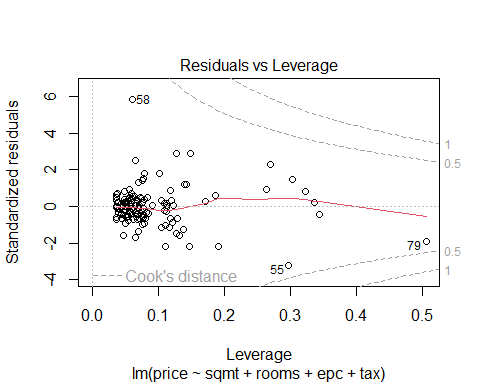 Residuals vs Leverage
Standardized residuals
6
4
2
0
-2
-4
58
55
79
1
0.5
0.5
1
Cook's distance
0.0 0.1 0.2 0.3 0.4 0.5
Leverage
lm(price ~ sqmt + rooms + epc + tax)